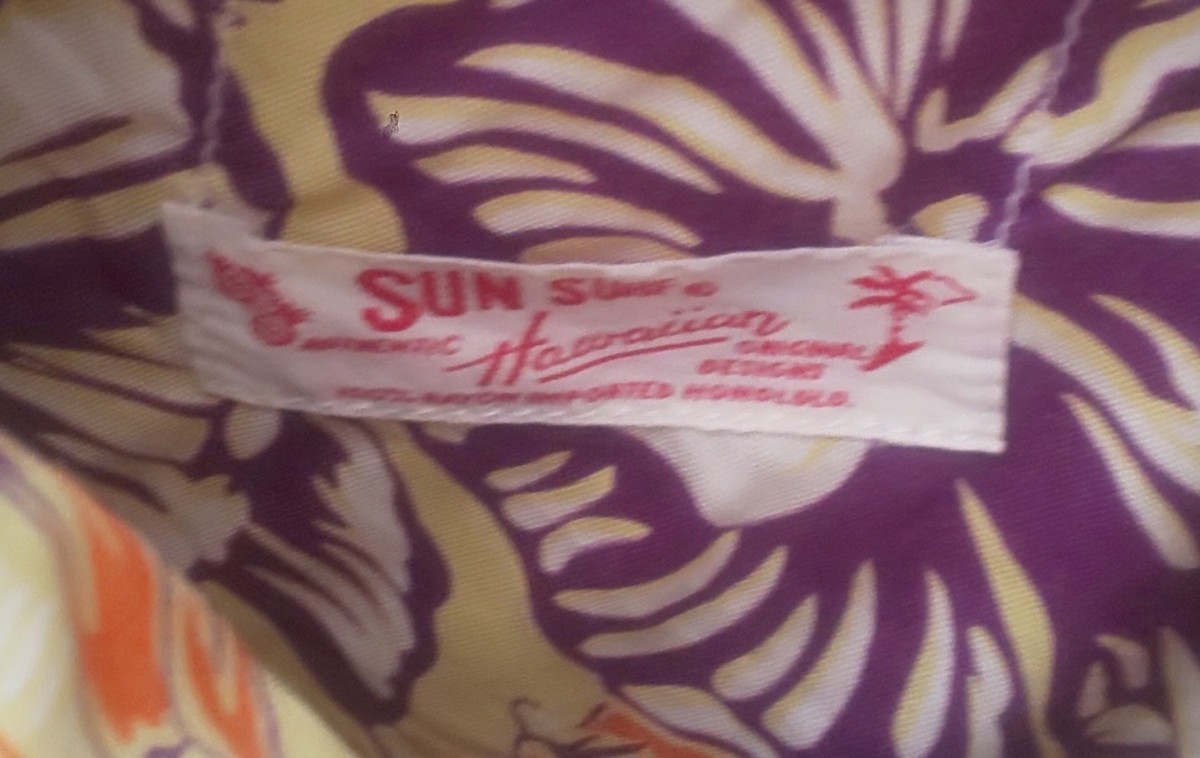 SUN SURF ®
AUTHENTIC Hawaiian ORIGINAL
DESIGNS
IMPORTED HONOLULU.